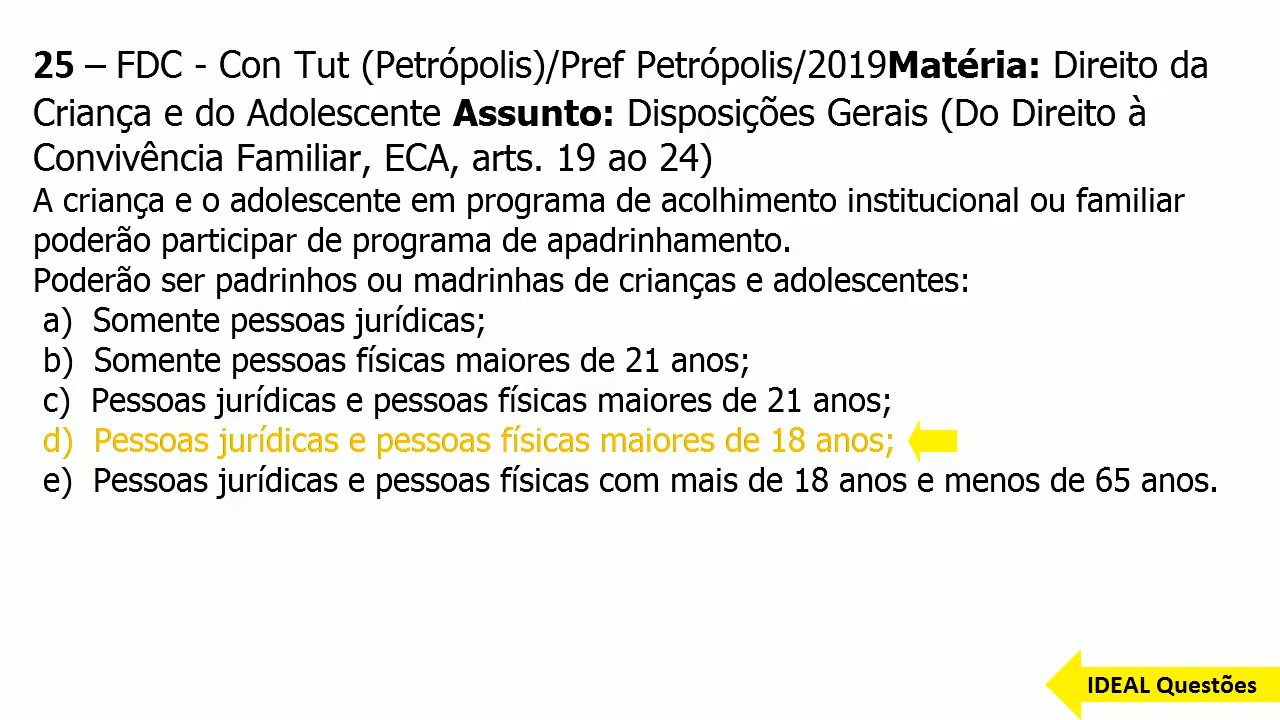 25 – FDC - Con Tut (Petrópolis)/Pref Petrópolis/2019Matéria: Direito da
Criança e do Adolescente Assunto: Disposições Gerais (Do Direito à
Convivência Familiar, ECA, arts. 19 ao 24)
A criança e o adolescente em programa de acolhimento institucional ou familiar
poderão participar de programa de apadrinhamento.
Poderão ser padrinhos ou madrinhas de crianças e adolescentes:
a) Somente pessoas jurídicas;
b) Somente pessoas físicas maiores de 21 anos;
c) Pessoas jurídicas e pessoas físicas maiores de 21 anos;
d) Pessoas jurídicas e pessoas físicas maiores de 18 anos;
e) Pessoas jurídicas e pessoas físicas com mais de 18 anos e menos de 65 anos.
IDEAL Questões